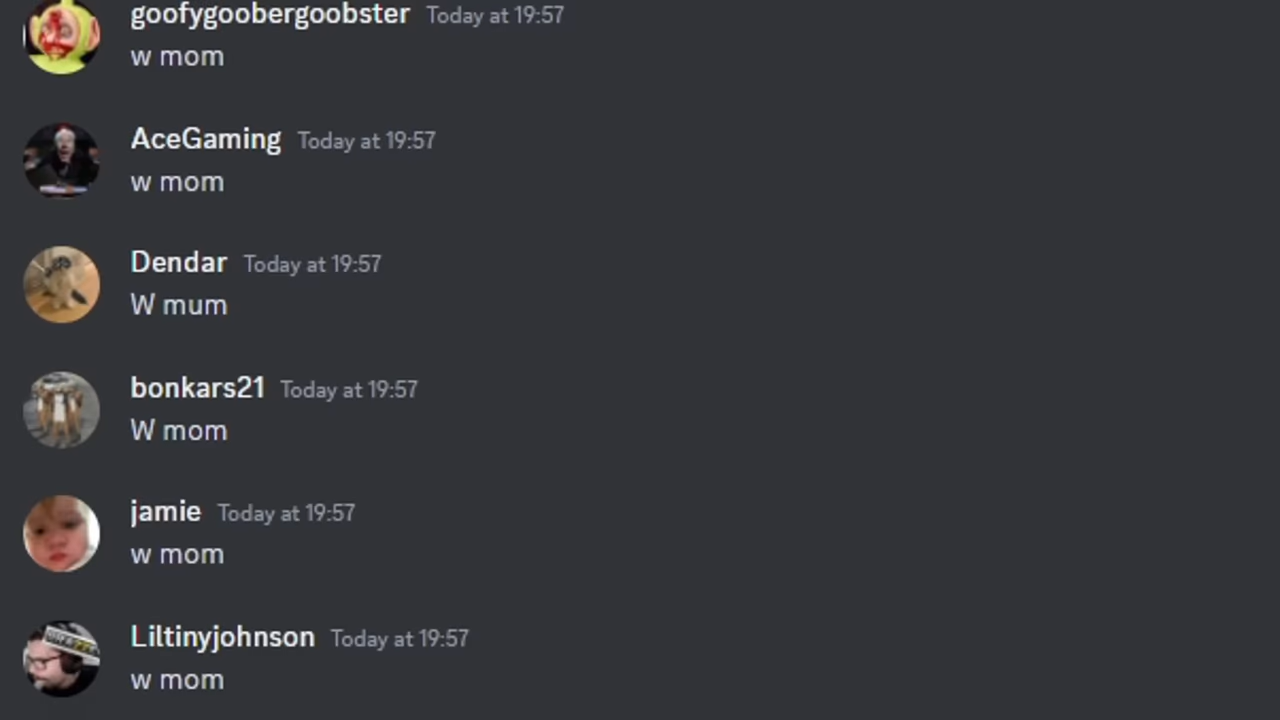 goofygoobergoobster Today at 19:57
w mom
AceGaming Today at 19:57
w mom
Dendar Today at 19:57
W mum
bonkars21 Today at 19:57
W mom
jamie Today at 19:57
w mom
Liltinyjohnson Today at 19:57
w mom